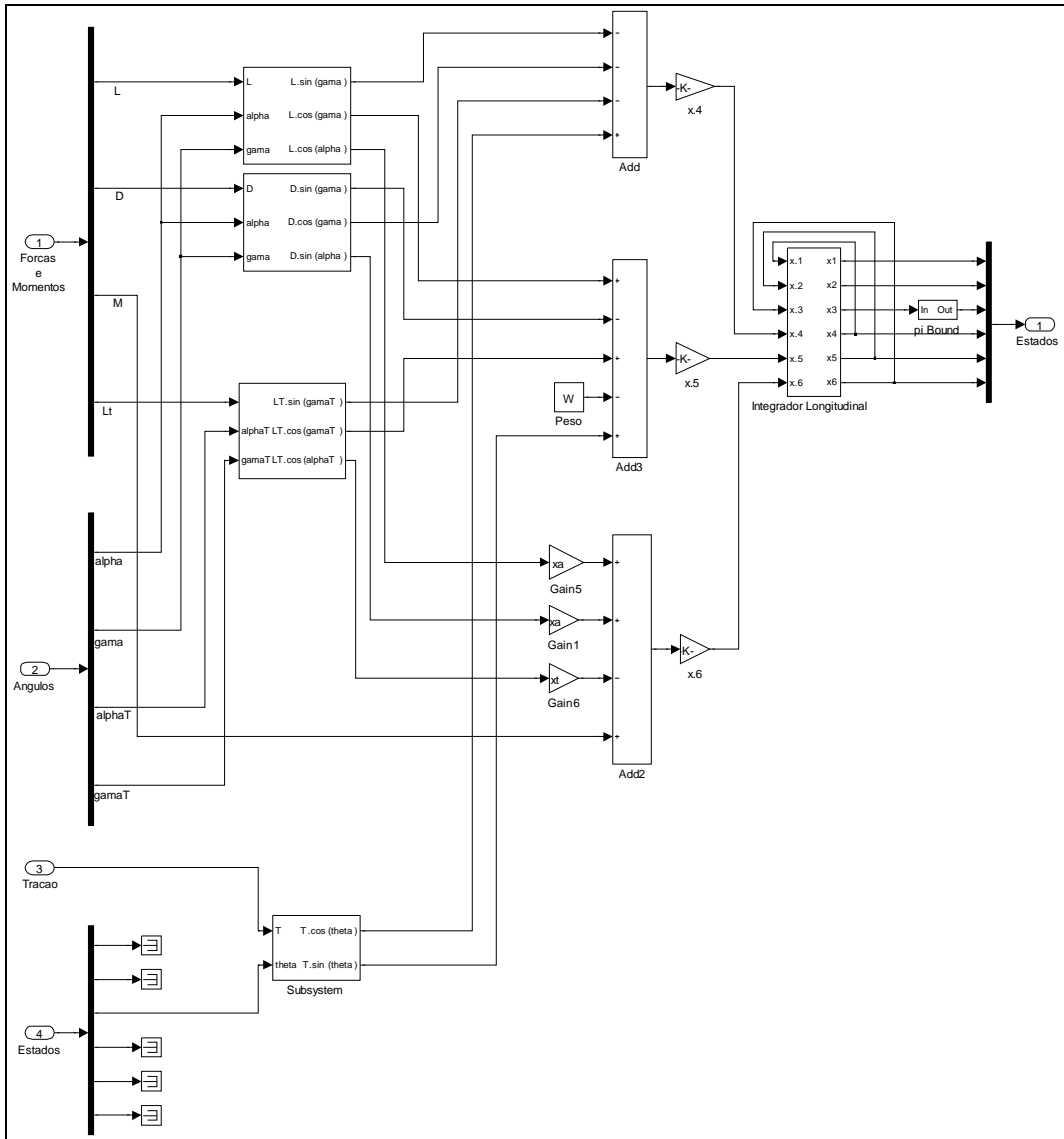 L
alpha
gama
L.sin (gama )
L.cos (gama )
L.cos (alpha )
D
alpha
gama
D.sin (gama )
D.cos (gama )
D.sin (alpha )
LT.sin (gamaT )
alphaT LT.cos (gamaT )
gamaT LT.cos (alphaT )
L
D
M
Lt
1
Forcas
e
Momentos
alpha
gama
alphaT
gamaT
2
Angulos
3
Tracao
4
Estados
T
theta
T.cos (theta )
T.sin (theta )
Subsystem
-
-
-
+
Add
-K-
x.4
+
-
+
-
+
W
Peso
Add3
-K-
x.5
xa
Gain5
xa
Gain1
xt
Gain6
+
+
-
+
Add2
K-
x.6
x.1
x.2
x.3
x.4
x.5
x.6
x1
x2
x3
x4
x5
x6
Integrador Longitudinal
In Out
pi Bound
1
Estados